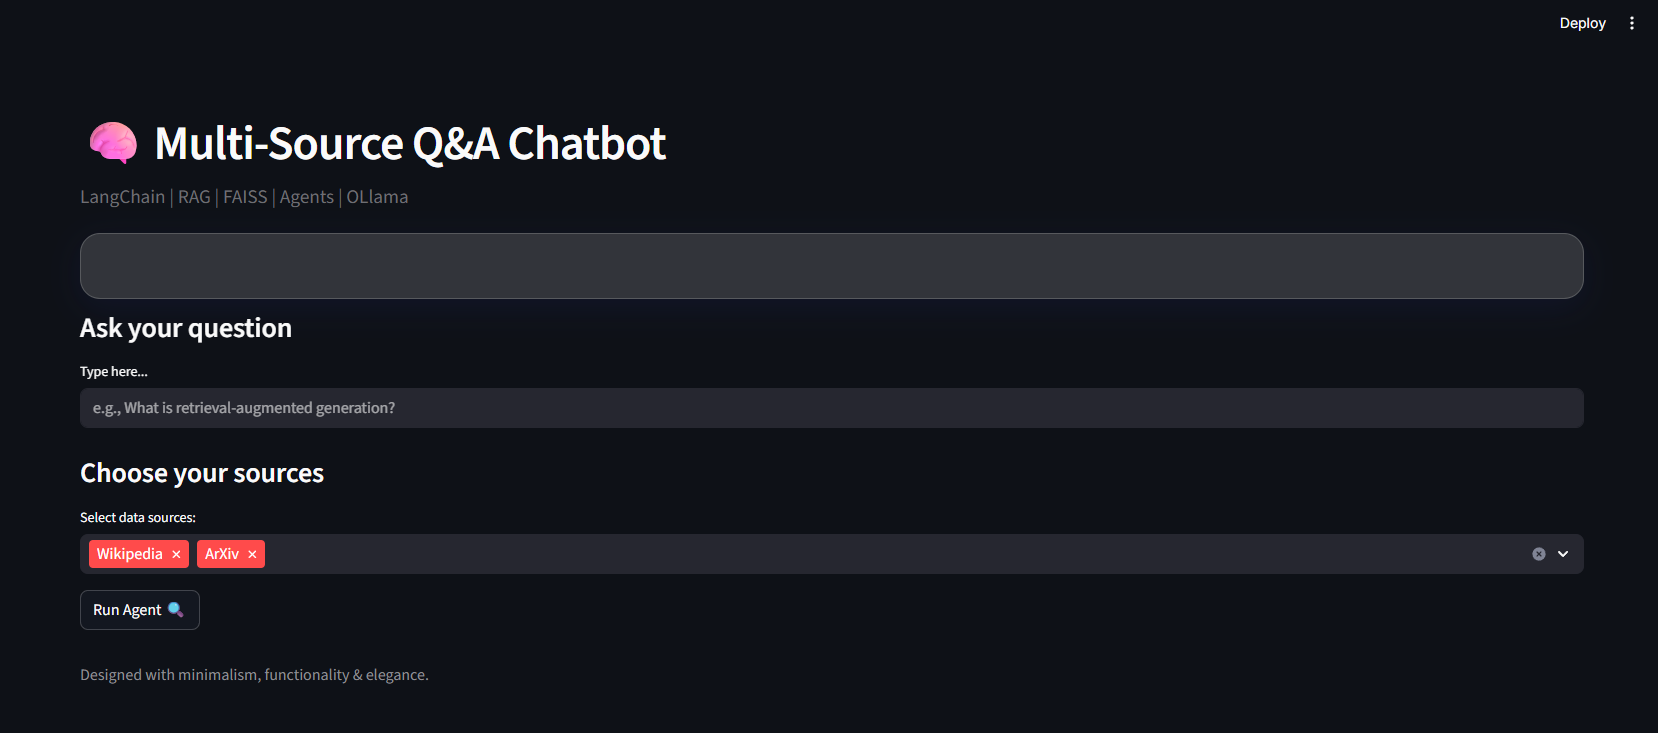 Deploy
Multi-Source Q&A Chatbot
LangChain | RAG | FAISS | Agents | OLlama
Ask your question
Type here...
e.g., What is retrieval-augmented generation?
Choose your sources
Select data sources:
Wikipedia × ArXiv ×
Run Agent
Designed with minimalism, functionality & elegance.